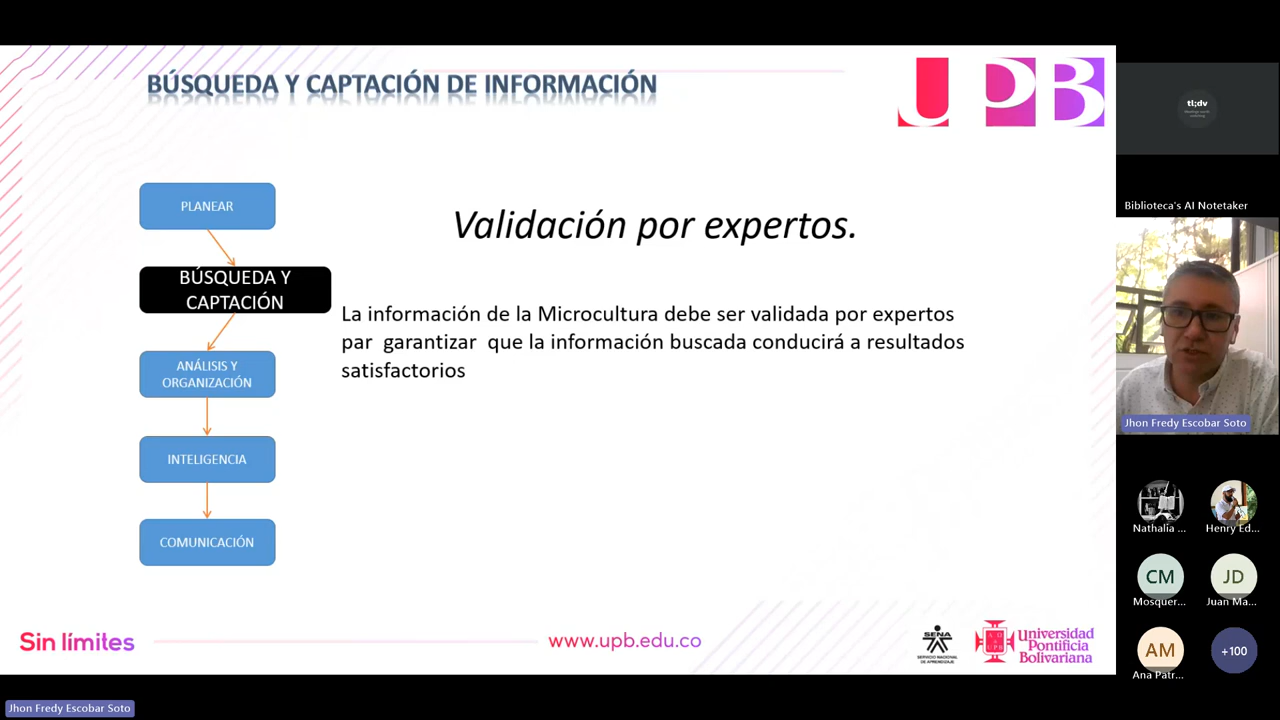 BÚSQUEDA Y CAPTACIÓN DE INFORMACIÓN
UPB
PLANEAR
BÚSQUEDA Y
CAPTACIÓN
ANÁLISIS Y
ORGANIZACIÓN
INTELIGENCIA
COMUNICACIÓN
Validación por expertos.
La información de la Microcultura debe ser validada por expertos
par garantizar que la información buscada conducirá a resultados
satisfactorios
Sin límites
www.upb.edu.co
SENA
Universidad
Pontificia
Bolivariana
tl;dv
Biblioteca's AI Notetaker
Jhon Fredy Escobar Soto
Nathalia ...
Henry Ed...
CM
Mosquer...
JD
Juan Ma...
AM
Ana Patr...
+100
Jhon Fredy Escobar Soto